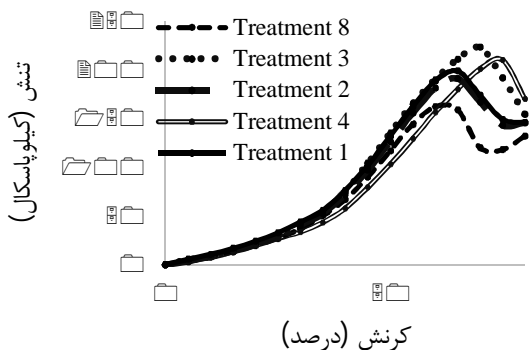 Treatment 8
Treatment 3
Treatment 2
Treatment 4
Treatment 1
تنش (کیلوپاسکال)
کرنش (درصد)